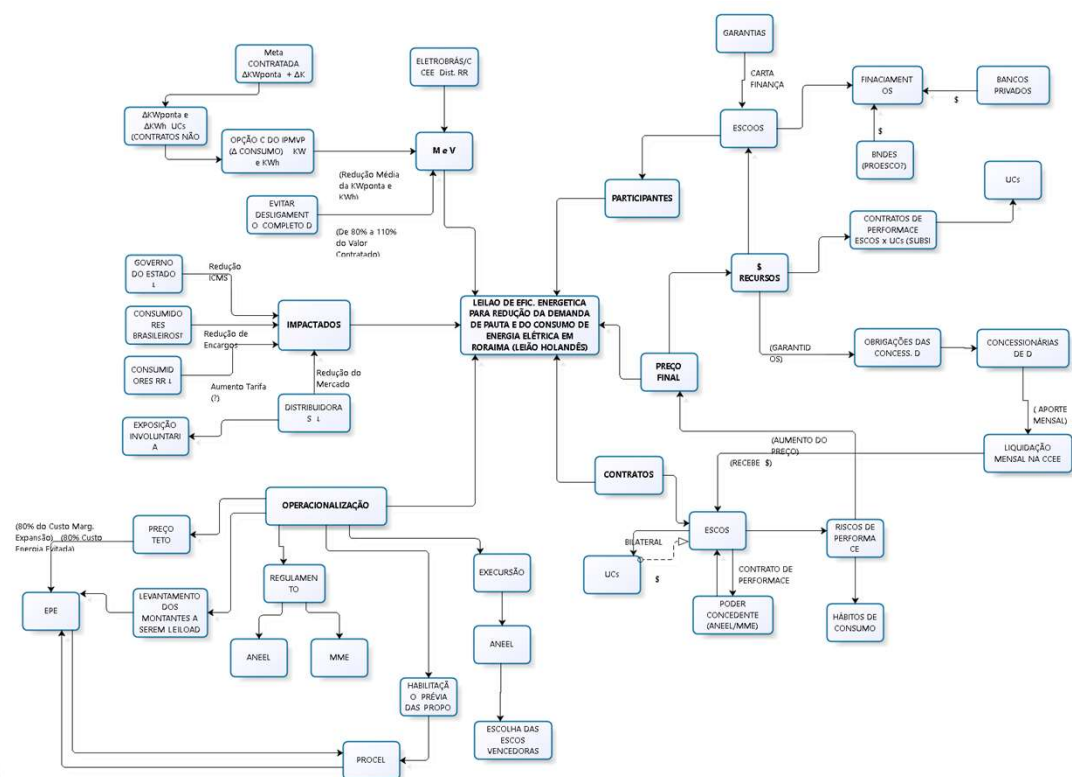 GARANTIAS
Meta
CONTRATADA
ΔKWponta + ΔK
ELETROBRÁS/C
CEE Dist. RR
CARTA
FINANÇA
FINACIAMENT
OS
BANCOS
PRIVADOS
$
ΔKWponta e
ΔKWh UCs
(CONTRATOS NÃO
OPÇÃO C DO IPMVP
(Δ CONSUMO) KW
e KWh
M e V
ESCOOS
$
BNDES
(PROESCO?)
(Redução Média
da KWponta e
KWh)
EVITAR
DESLIGAMENT
O COMPLETO D
(De 80% a 110%
do Valor
Contratado)
PARTICIPANTES
UCs
CONTRATOS DE
PERFORMACE
ESCOS x UCs (SUBSI
GOVERNO
DO ESTADO
↓
Redução
ICMS
$
RECURSOS
CONSUMIDO
RES
BRASILEIROS↑
Redução de
Encargos
IMPACTADOS
LEILAO DE EFIC. ENERGETICA
PARA REDUÇÃO DA DEMANDA
DE PAUTA E DO CONSUMO DE
ENERGIA ELÉTRICA EM
RORAIMA (LEIÃO HOLANDÊS)
CONSUMID
ORES RR ↓
Aumento Tarifa
(?)
Redução do
Mercado
PREÇO
FINAL
(GARANTID
OS)
OBRIGAÇÕES DAS
CONCESS. D
CONCESSIONÁRIAS
DE D
EXPOSIÇÃO
INVOLUNTARI
A
DISTRIBUIDORA
S ↓
( APORTE
MENSAL)
(AUMENTO DO
PREÇO)
(RECEBE $)
LIQUIDAÇÃO
MENSAL NA CCEE
CONTRATOS
OPERACIONALIZAÇÃO
(80% do Custo Marg.
Expansão) (80% Custo
Energia Evitada)
PREÇO
TETO
ESCOS
RISCOS DE
PERFORMA
CE
BILATERAL
UCs
$
CONTRATO DE
PERFORMACE
REGULAME
NTO
EXECURSÃO
EPE
LEVANTAMENTO
DOS
MONTANTES A
SEREM LEILOAD
PODER
CONCEDENTE
(ANEEL/MME)
HÁBITOS DE
CONSUMO
ANEEL
MME
ANEEL
HABILITAÇÃ
O PRÉVIA
DAS PROPO
ESCOLHA DAS
ESCOS
VENCEDORAS
PROCEL